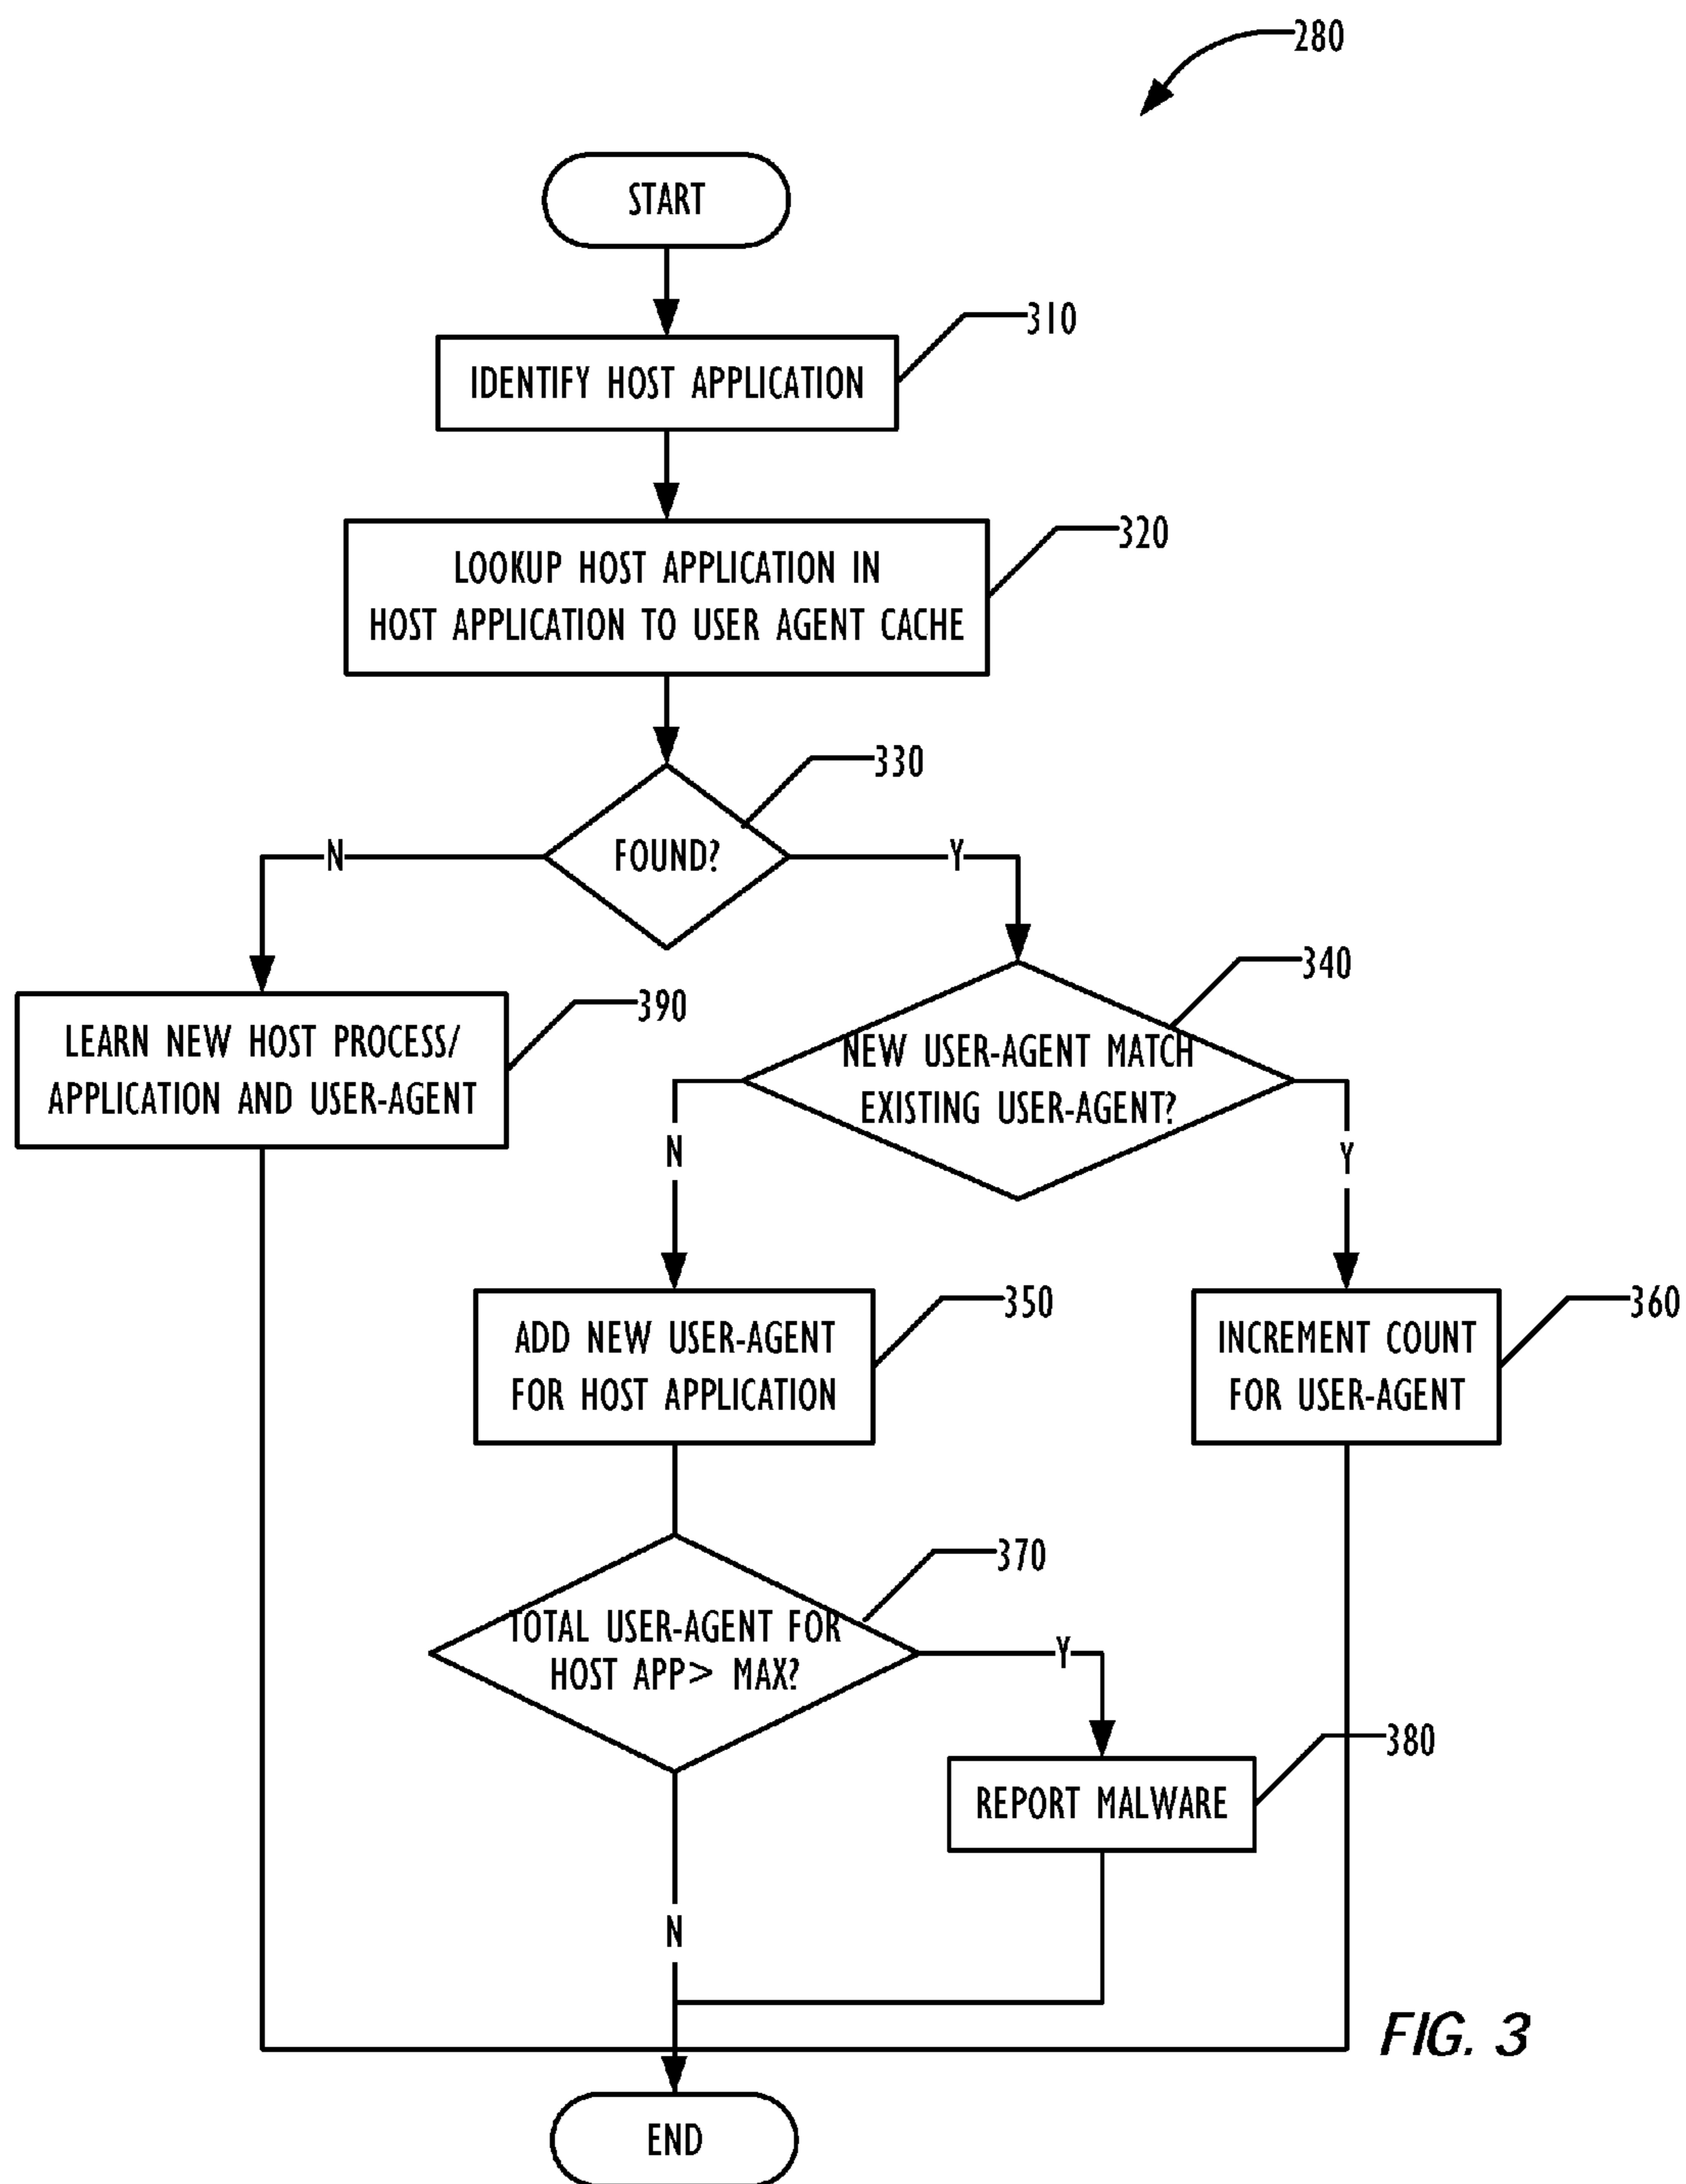 280
START
310
IDENTIFY HOST APPLICATION
320
LOOKUP HOST APPLICATION IN
HOST APPLICATION TO USER AGENT CACHE
330
FOUND?
N
Y
340
NEW USER-AGENT MATCH
EXISTING USER-AGENT?
390
LEARN NEW HOST PROCESS/
APPLICATION AND USER-AGENT
N
Y
350
ADD NEW USER-AGENT
FOR HOST APPLICATION
360
INCREMENT COUNT
FOR USER-AGENT
370
TOTAL USER-AGENT FOR
HOST APP> MAX?
Y
380
REPORT MALWARE
N
FIG. 3
END